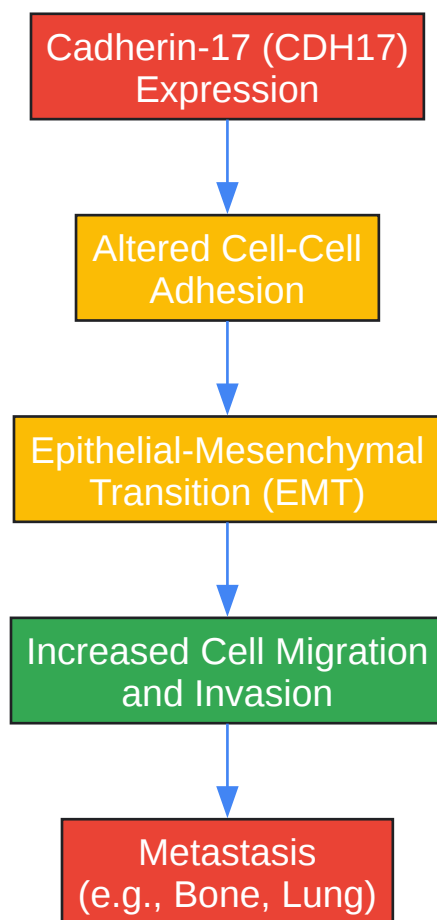 Cadherin-17 (CDH17)
Expression
Altered Cell-Cell
Adhesion
Epithelial-Mesenchymal
Transition (EMT)
Increased Cell Migration
and Invasion
Metastasis
(e.g., Bone, Lung)